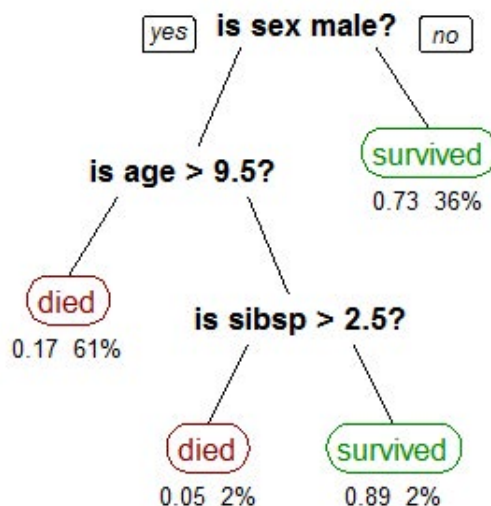 yes is sex male? no
survived
is age > 9.5?
0.73 36%
died
is sibsp > 2.5?
0.17 61%
died survived
0.05 2% 0.89 2%